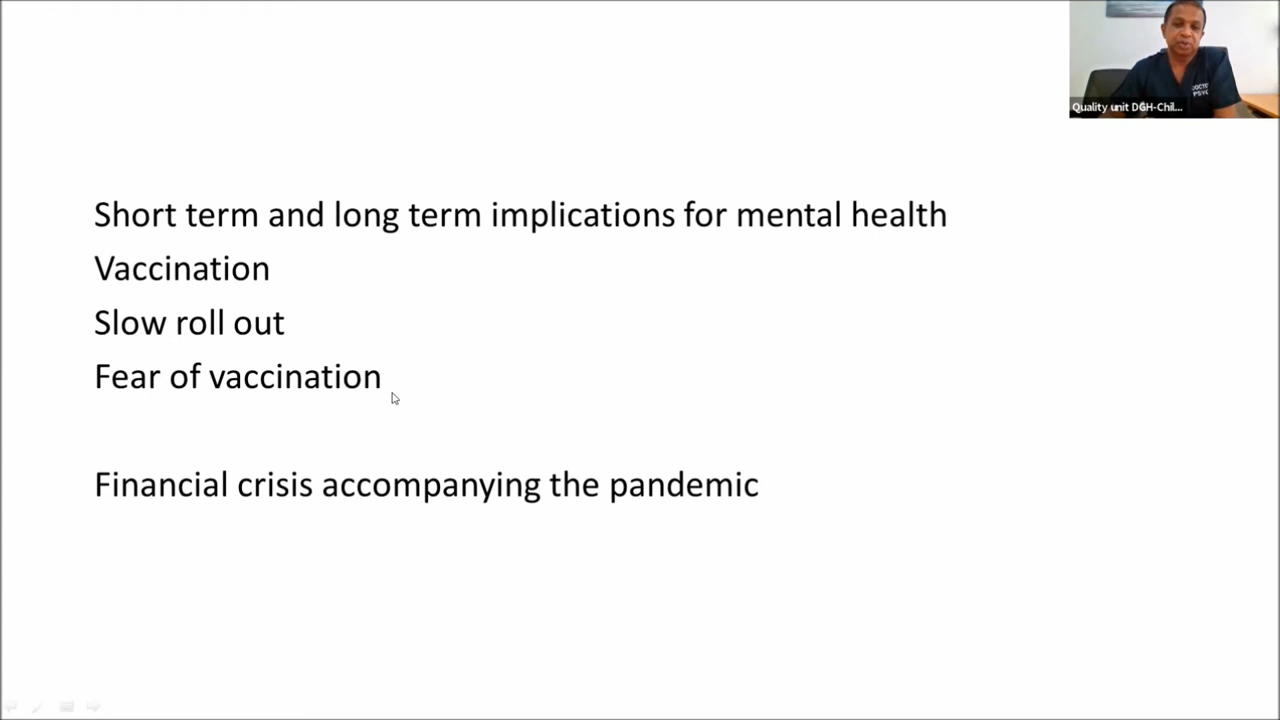 Short term and long term implications for mental health
Vaccination
Slow roll out
Fear of vaccination
Financial crisis accompanying the pandemic
Quality unit DGH-Chil...